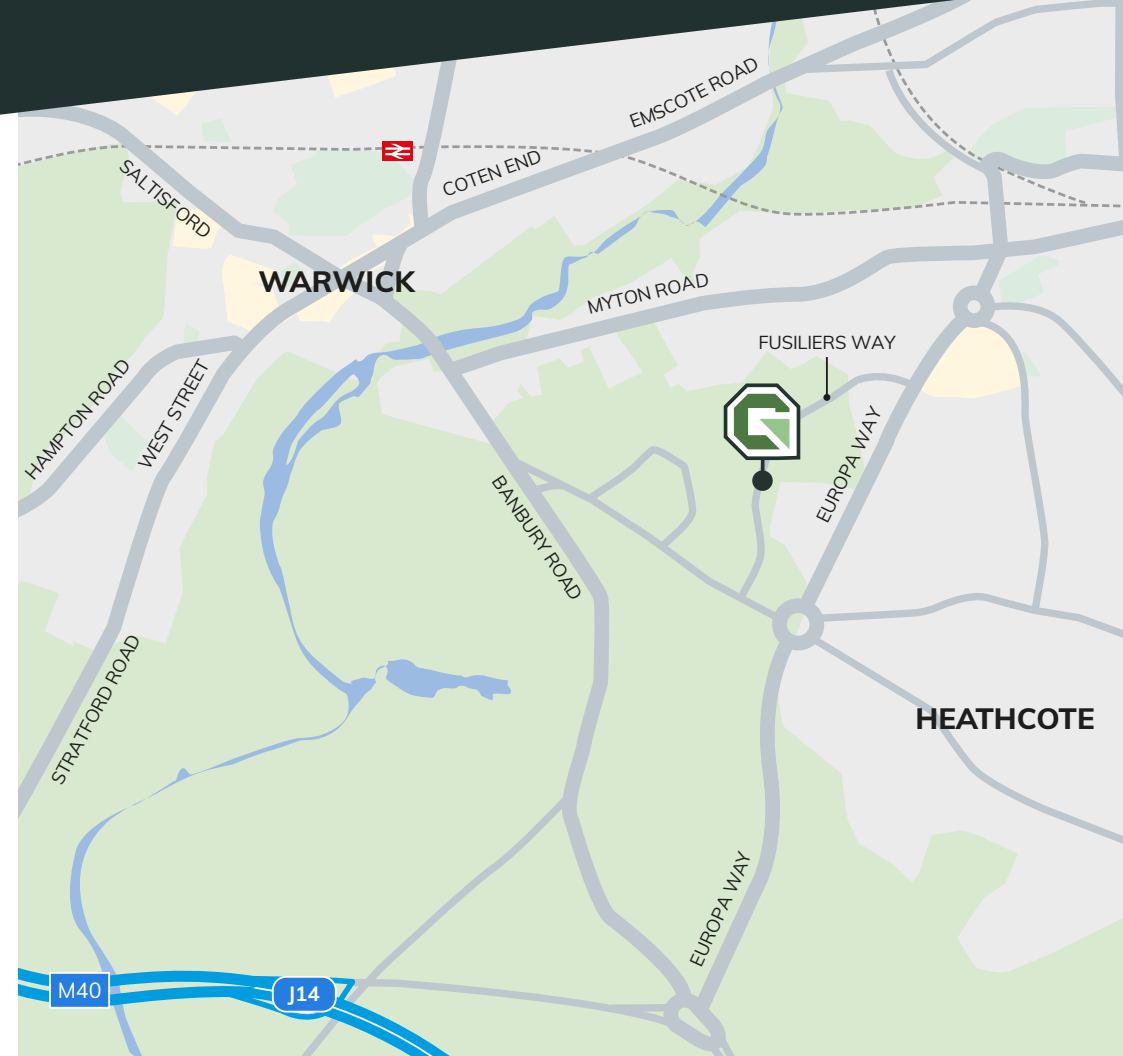 EMSCOTE ROAD
COTEN END
SALTISFORD
WARWICK
MYTON ROAD
FUSILIERS WAY
HAMPTON ROAD
WEST STREET
EUROPA WAY
BANBURY ROAD
STRATFORD ROAD
HEATHCOTE
EUROPA WAY
M40
J14